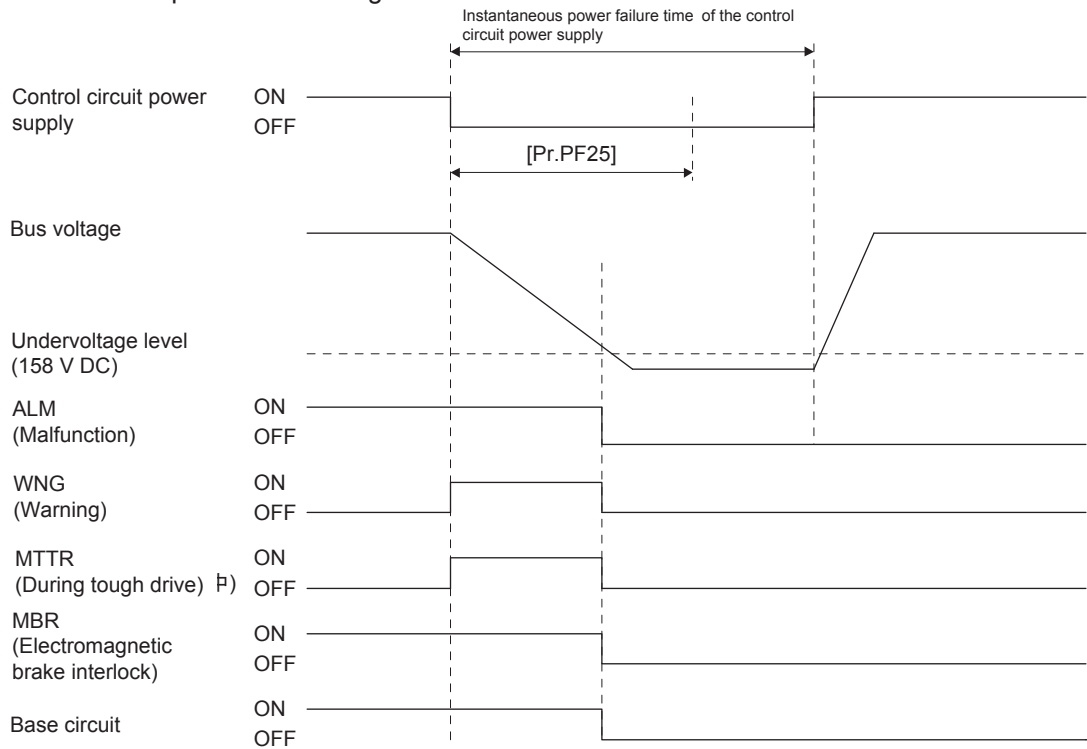 Instantaneous power failure time of the control
circuit power supply
Control circuit power
supply
ON
OFF
[Pr.PF25]
Bus voltage
Undervoltage level
(158 V DC)
ALM
(Malfunction)
ON
OFF
WNG
(Warning)
ON
OFF
MTTR
(During tough drive)
ON
OFF
MBR
(Electromagnetic
brake interlock)
ON
OFF
Base circuit
ON
OFF